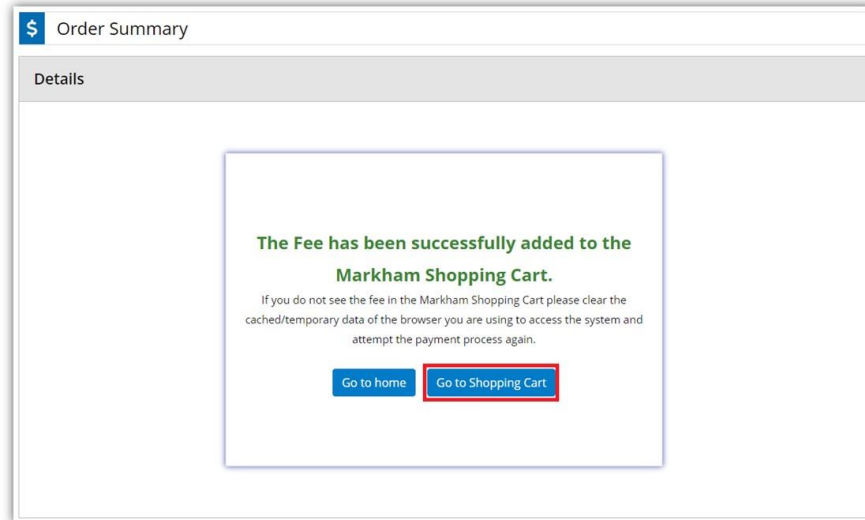 $ Order Summary
Details
The Fee has been successfully added to the
Markham Shopping Cart.
If you do not see the fee in the Markham Shopping Cart please clear the
cached/temporary data of the browser you are using to access the system and
attempt the payment process again.
Go to home Go to Shopping Cart